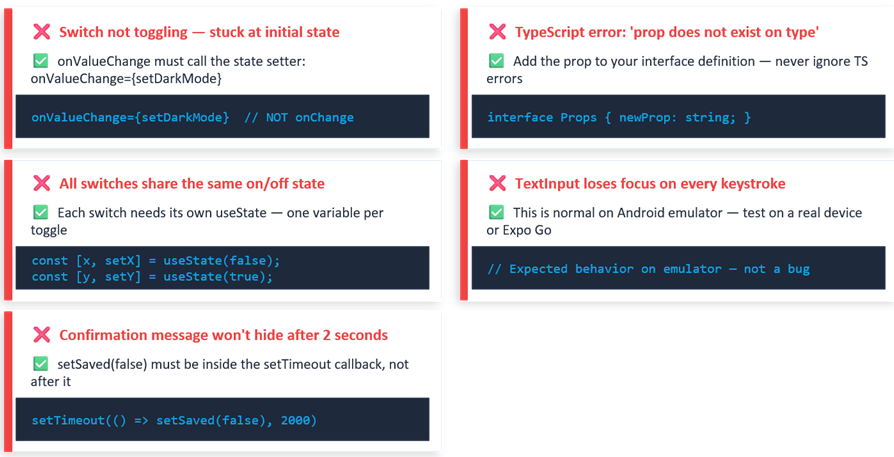 ❌ Switch not toggling — stuck at initial state
✅ onValueChange must call the state setter:
onValueChange={setDarkMode}
onValueChange={setDarkMode}  // NOT onChange
❌ All switches share the same on/off state
✅ Each switch needs its own useState — one variable per
toggle
const [x, setX] = useState(false);
const [y, setY] = useState(true);
❌ Confirmation message won't hide after 2 seconds
✅ setSaved(false) must be inside the setTimeout callback, not
after it
setTimeout(() => setSaved(false), 2000)
❌ TypeScript error: 'prop does not exist on type'
✅ Add the prop to your interface definition — never ignore TS
errors
interface Props { newProp: string; }
❌ TextInput loses focus on every keystroke
✅ This is normal on Android emulator — test on a real device
or Expo Go
// Expected behavior on emulator — not a bug